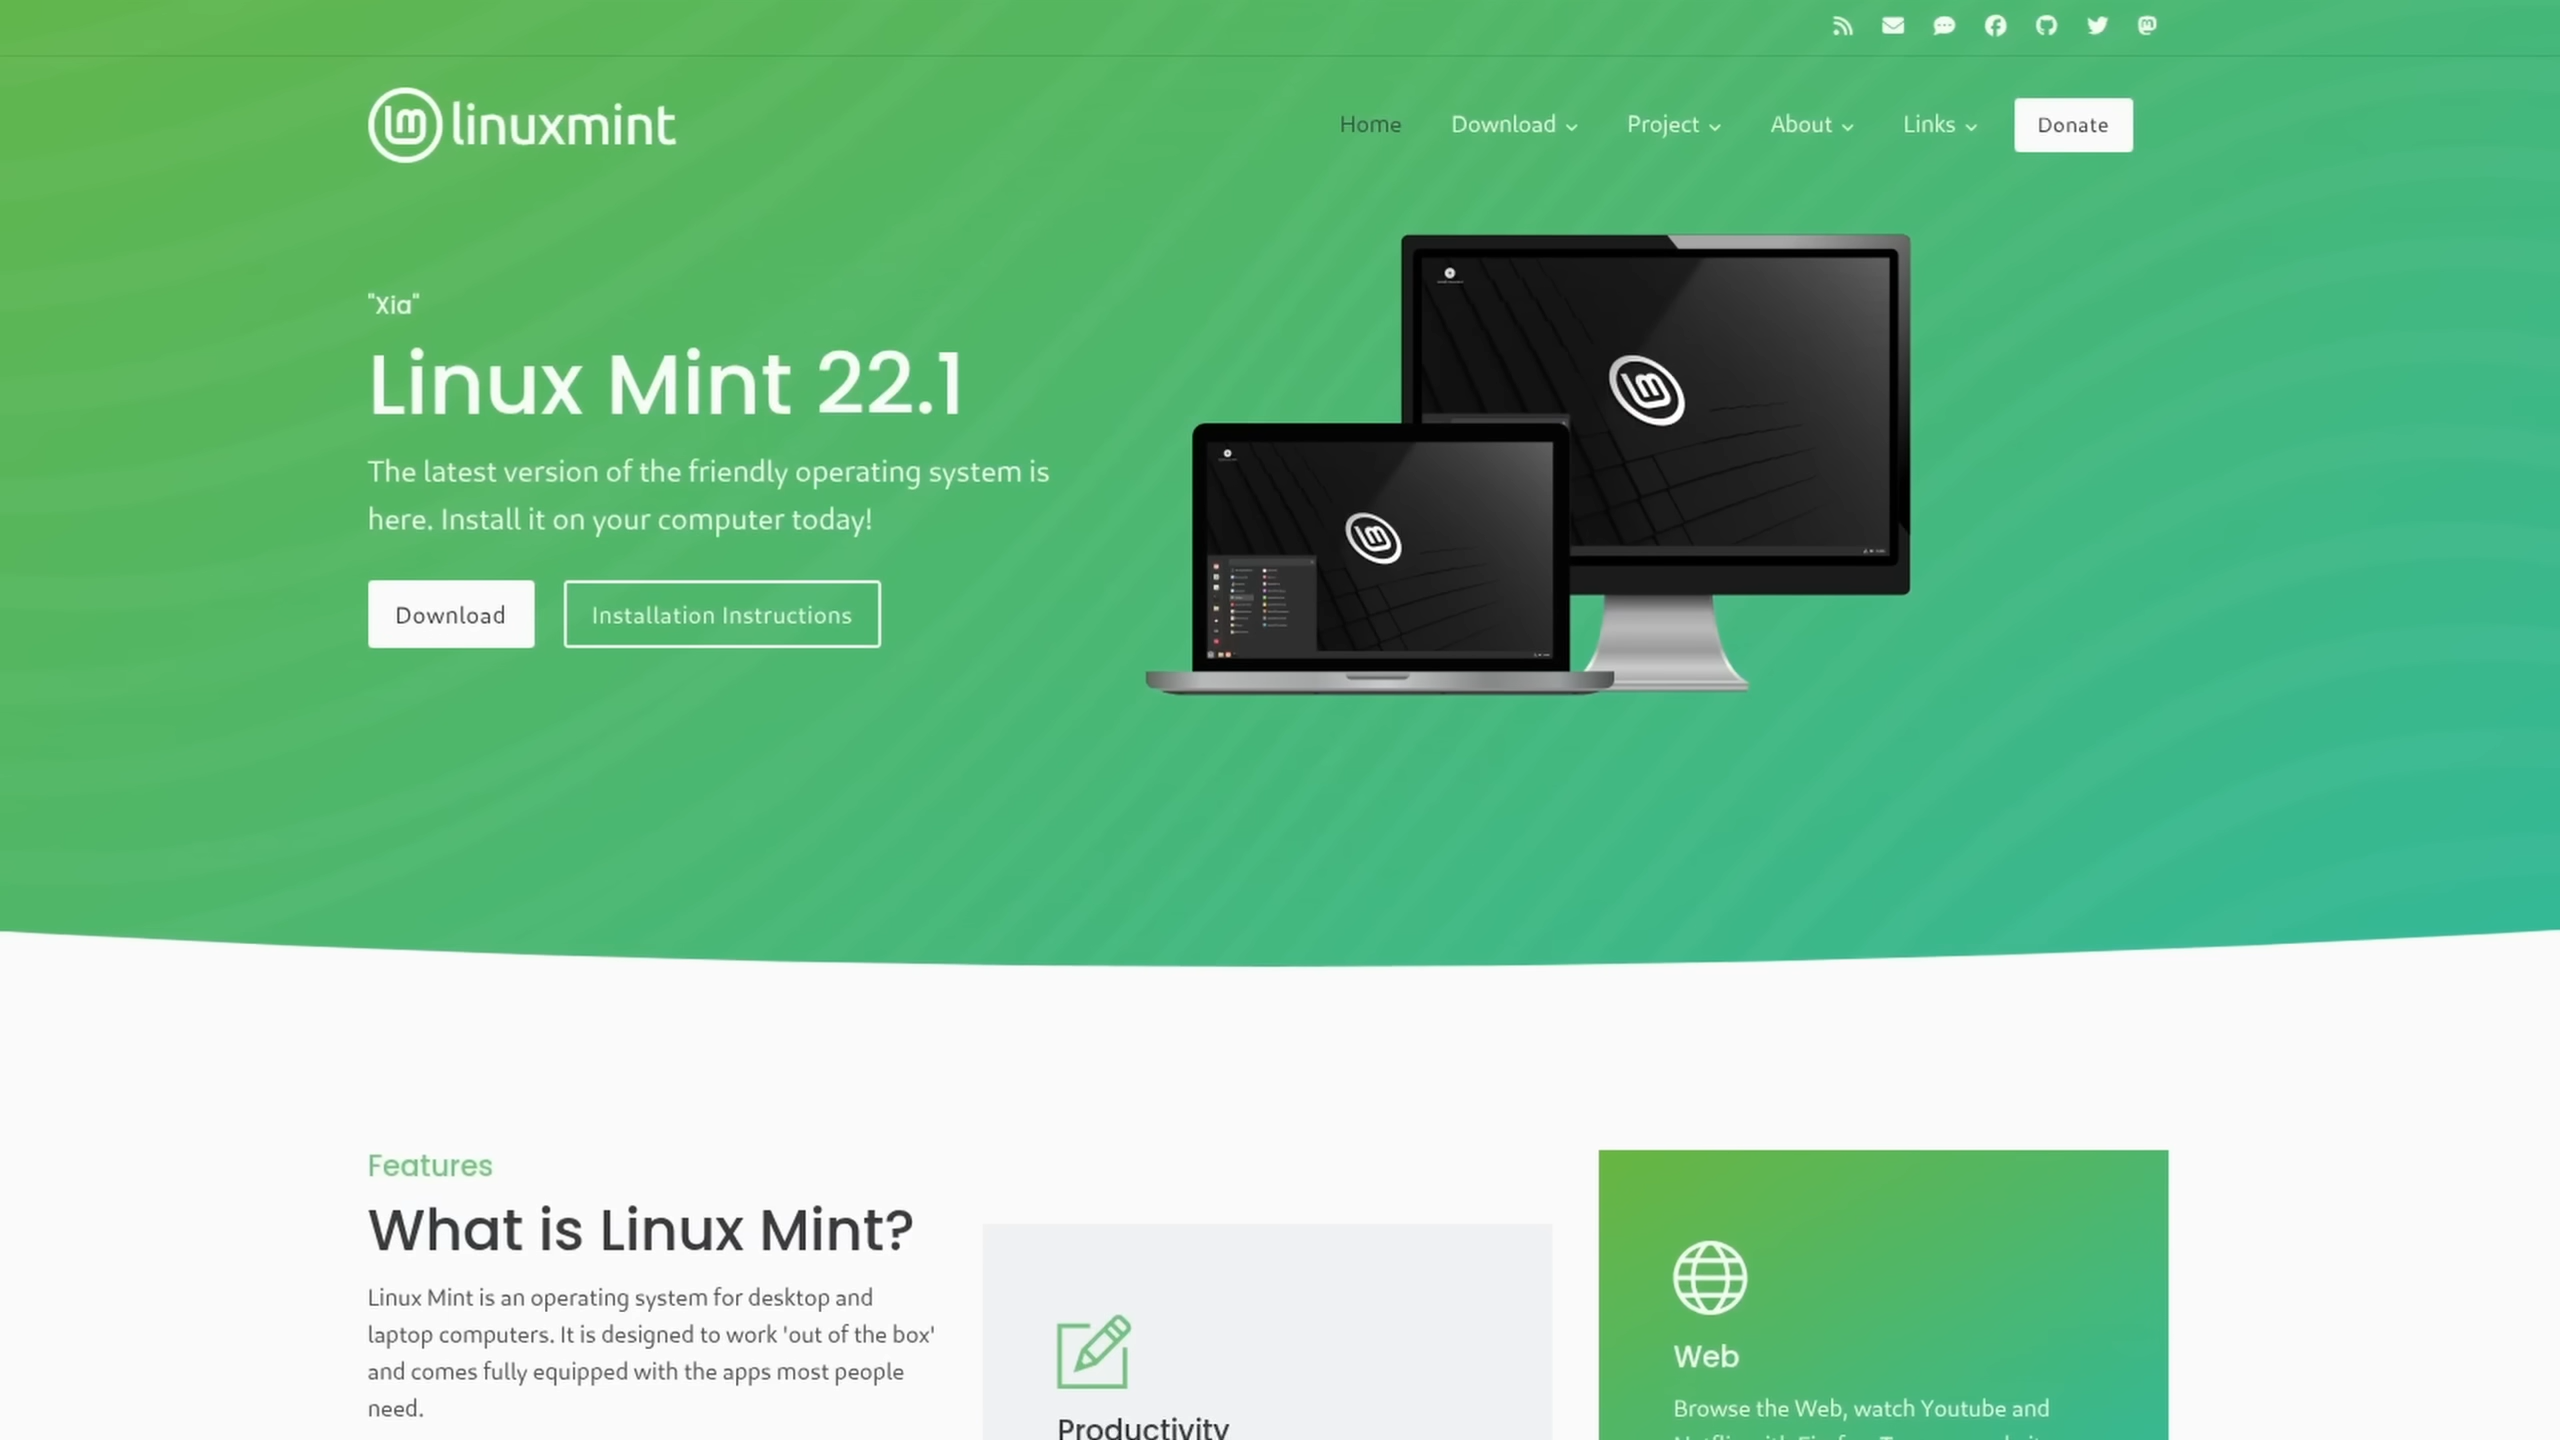 linuxmint
Home
Download
Project
About
Links
Donate
"Xia"
Linux Mint 22.1
The latest version of the friendly operating system is
here. Install it on your computer today!
Download
Installation Instructions
Features
What is Linux Mint?
Linux Mint is an operating system for desktop and
laptop computers. It is designed to work 'out of the box'
and comes fully equipped with the apps most people
need.
Productivity
Web
Browse the Web, watch Youtube and